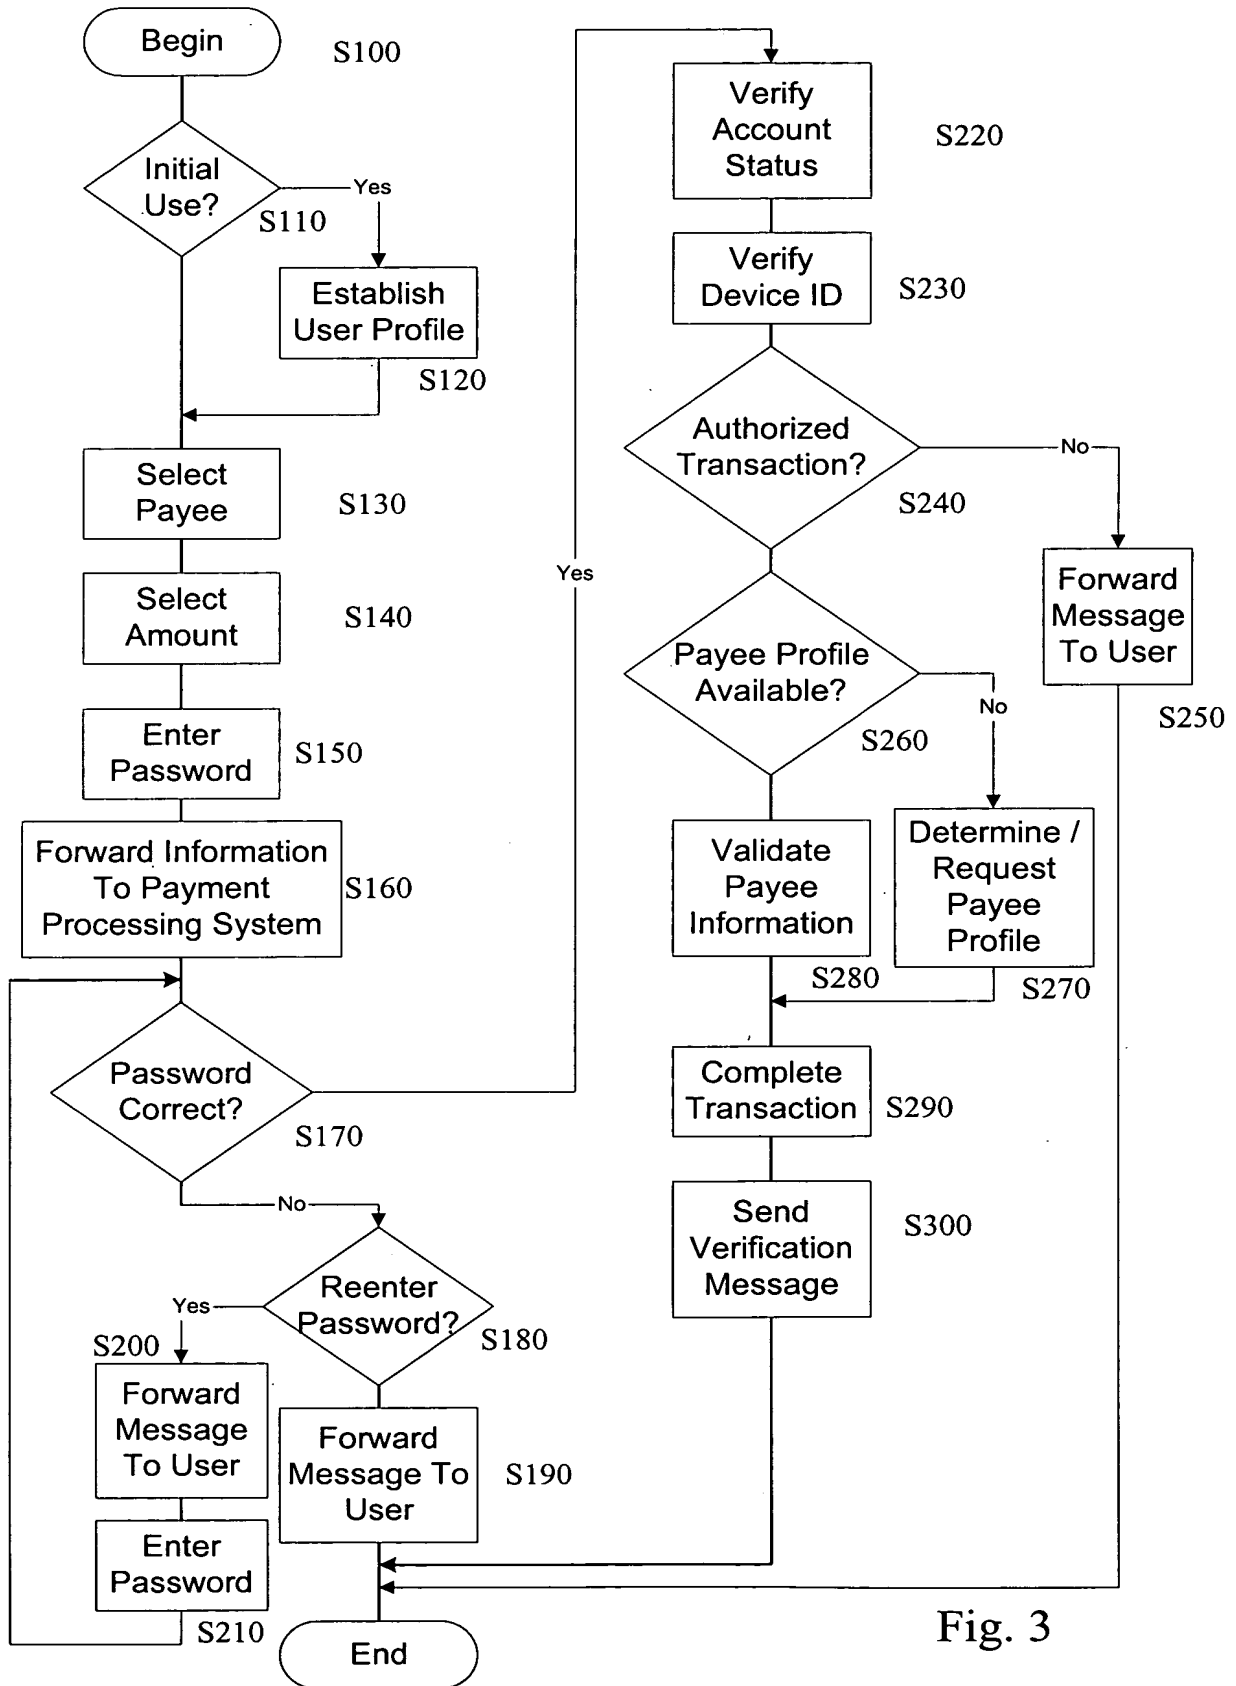 Begin
S100
Initial
Use?
Yes
S110
Establish
User Profile
S120
Select
Payee
S130
Select
Amount
S140
Enter
Password
S150
Forward Information
To Payment
Processing System
S160
Password
Correct?
S170
Yes
No
Reenter
Password?
S180
Yes
S200
Forward
Message
To User
Enter
Password
S210
Forward
Message To
User
S190
End
Verify
Account
Status
S220
Verify
Device ID
S230
Authorized
Transaction?
S240
No
Forward
Message
To User
S250
Payee Profile
Available?
S260
No
Determine /
Request
Payee
Profile
S270
Validate
Payee
Information
S280
Complete
Transaction
S290
Send
Verification
Message
S300
Fig. 3